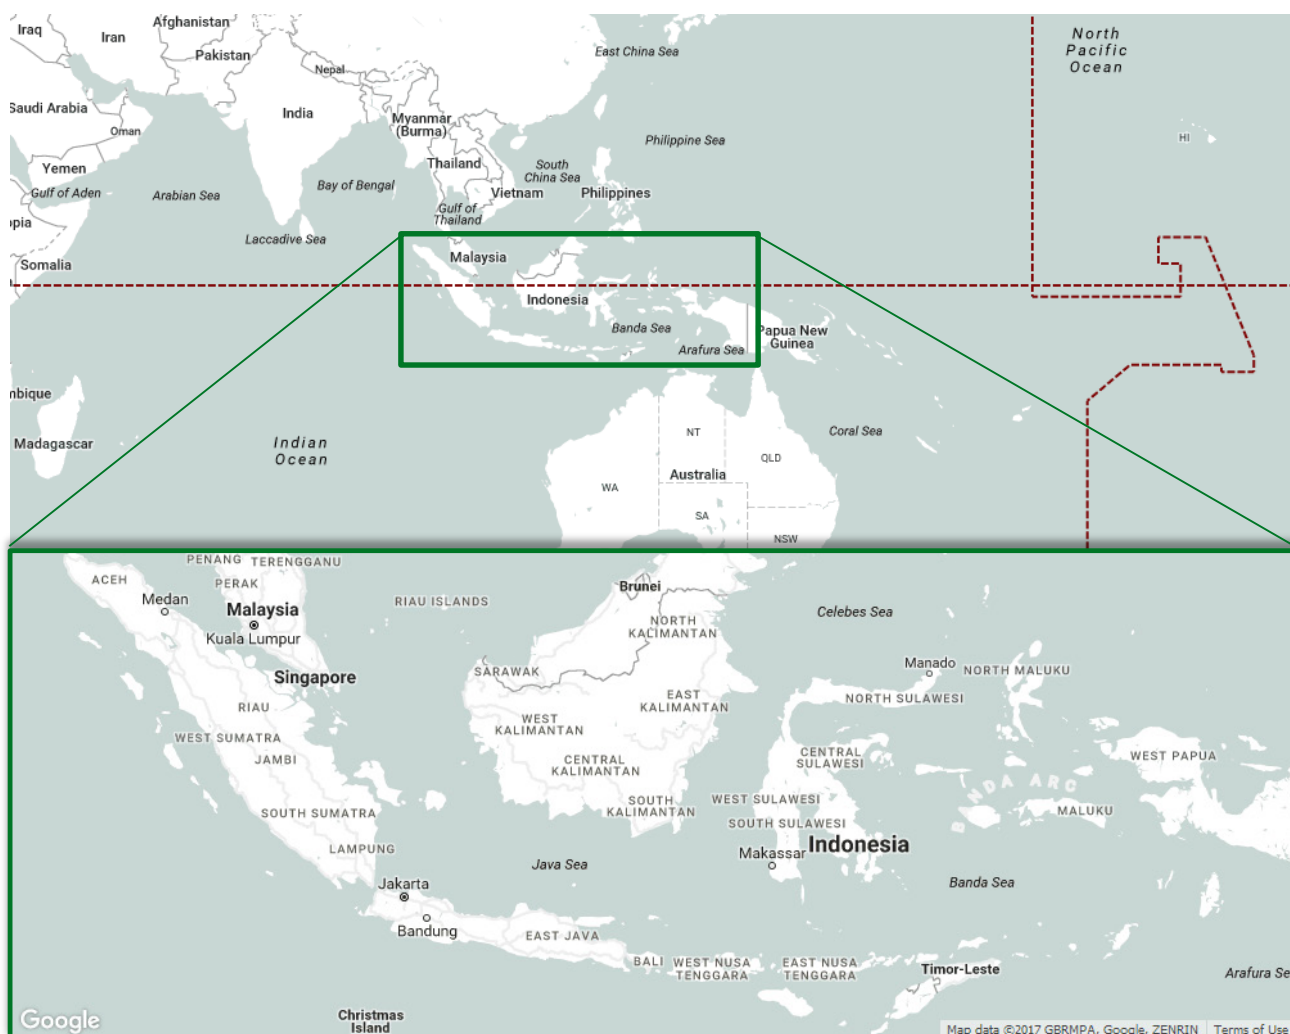 Afghanistan
Iraq
Iran
Pakistan
Nepal
East China Sea
North
Pacific
Ocean
Saudi Arabia
Oman
India
Myanmar
(Burma)
HI
Philippine Sea
Yemen
Thailand
South
China Sea
Gulf of Aden
Arabian Sea
Bay of Bengal
Vietnam
Philippines
Gulf of
Thailand
opia
Laccadive Sea
Somalia
Malaysia
Indonesia
Banda Sea
Papua New
Guinea
Arafura Sea
mbique
Madagascar
Indian
Ocean
NT
Coral Sea
QLD
Australia
WA
SA
NSW
PENANG
TERENGGANU
ACEH
PERAK
Brunei
Medan
Malaysia
RIAU ISLANDS
Celebes Sea
Kuala Lumpur
NORTH
KALIMANTAN
Singapore
SARAWAK
Manado
NORTH MALUKU
RIAU
EAST
KALIMANTAN
NORTH SULAWESI
WEST
KALIMANTAN
WEST SUMATRA
JAMBI
CENTRAL
KALIMANTAN
CENTRAL
SULAWESI
WEST PAPUA
SOUTH SUMATRA
SOUTH
KALIMANTAN
WEST SULAWESI
SOUTH SULAWESI
BANDA ARC
MALUKU
LAMPUNG
Makassar
Indonesia
Java Sea
Jakarta
Banda Sea
Bandung
EAST JAVA
BALI
WEST NUSA
TENGGARA
EAST NUSA
TENGGARA
Timor-Leste
Arafura Se
Google
Christmas
Island
Map data ©2017 GBRMPA, Google, ZENRIN
Terms of Use